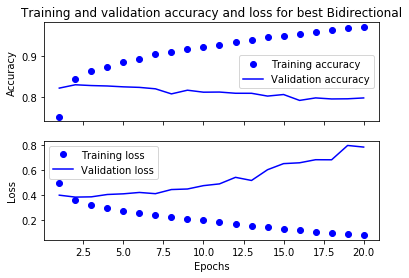 Training and validation accuracy and loss for best Bidirectional
Accuracy
0.9
0.8
Training accuracy
Validation accuracy
Loss
0.8
0.6
0.4
0.2
Training loss
Validation loss
2.5 5.0 7.5 10.0 12.5 15.0 17.5 20.0
Epochs